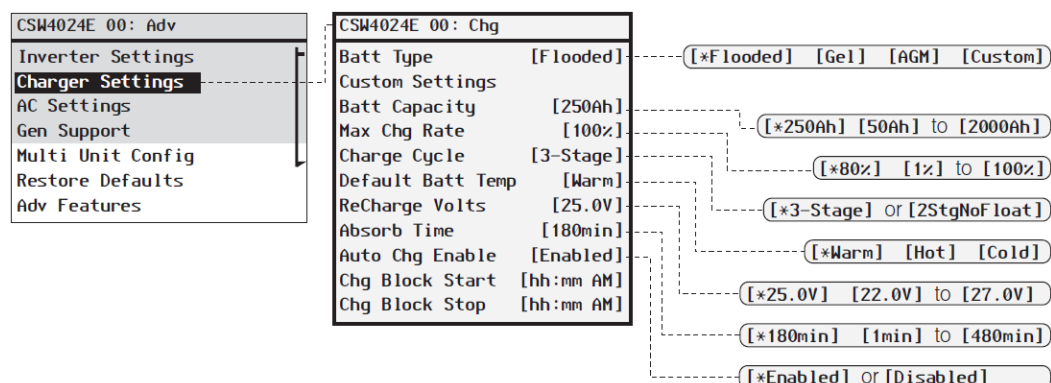 CSW4024E 00: Adv
Inverter Settings
Charger Settings
AC Settings
Gen Support
Multi Unit Config
Restore Defaults
Adv Features
CSW4024E 00: Chg
Batt Type [Flooded]
Custom Settings
Batt Capacity [250Ah]
Max Chg Rate [100%]
Charge Cycle [3-Stage]
Default Batt Temp [Warm]
ReCharge Volts [25.0V]
Absorb Time [180min]
Auto Chg Enable [Enabled]
Chg Block Start [hh:mm AM]
Chg Block Stop [hh:mm AM]
[*Flooded] [Gel] [AGM] [Custom]
[*250Ah] [50Ah] to [2000Ah]
[*80%] [1%] to [100%]
[*3-Stage] or [2StgNoFloat]
[*Warm] [Hot] [Cold]
[*25.0V] [22.0V] to [27.0V]
[*180min] [1min] to [480min]
[*Enabled] or [Disabled]